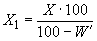 X₁ = X · 100 / 100 − W'